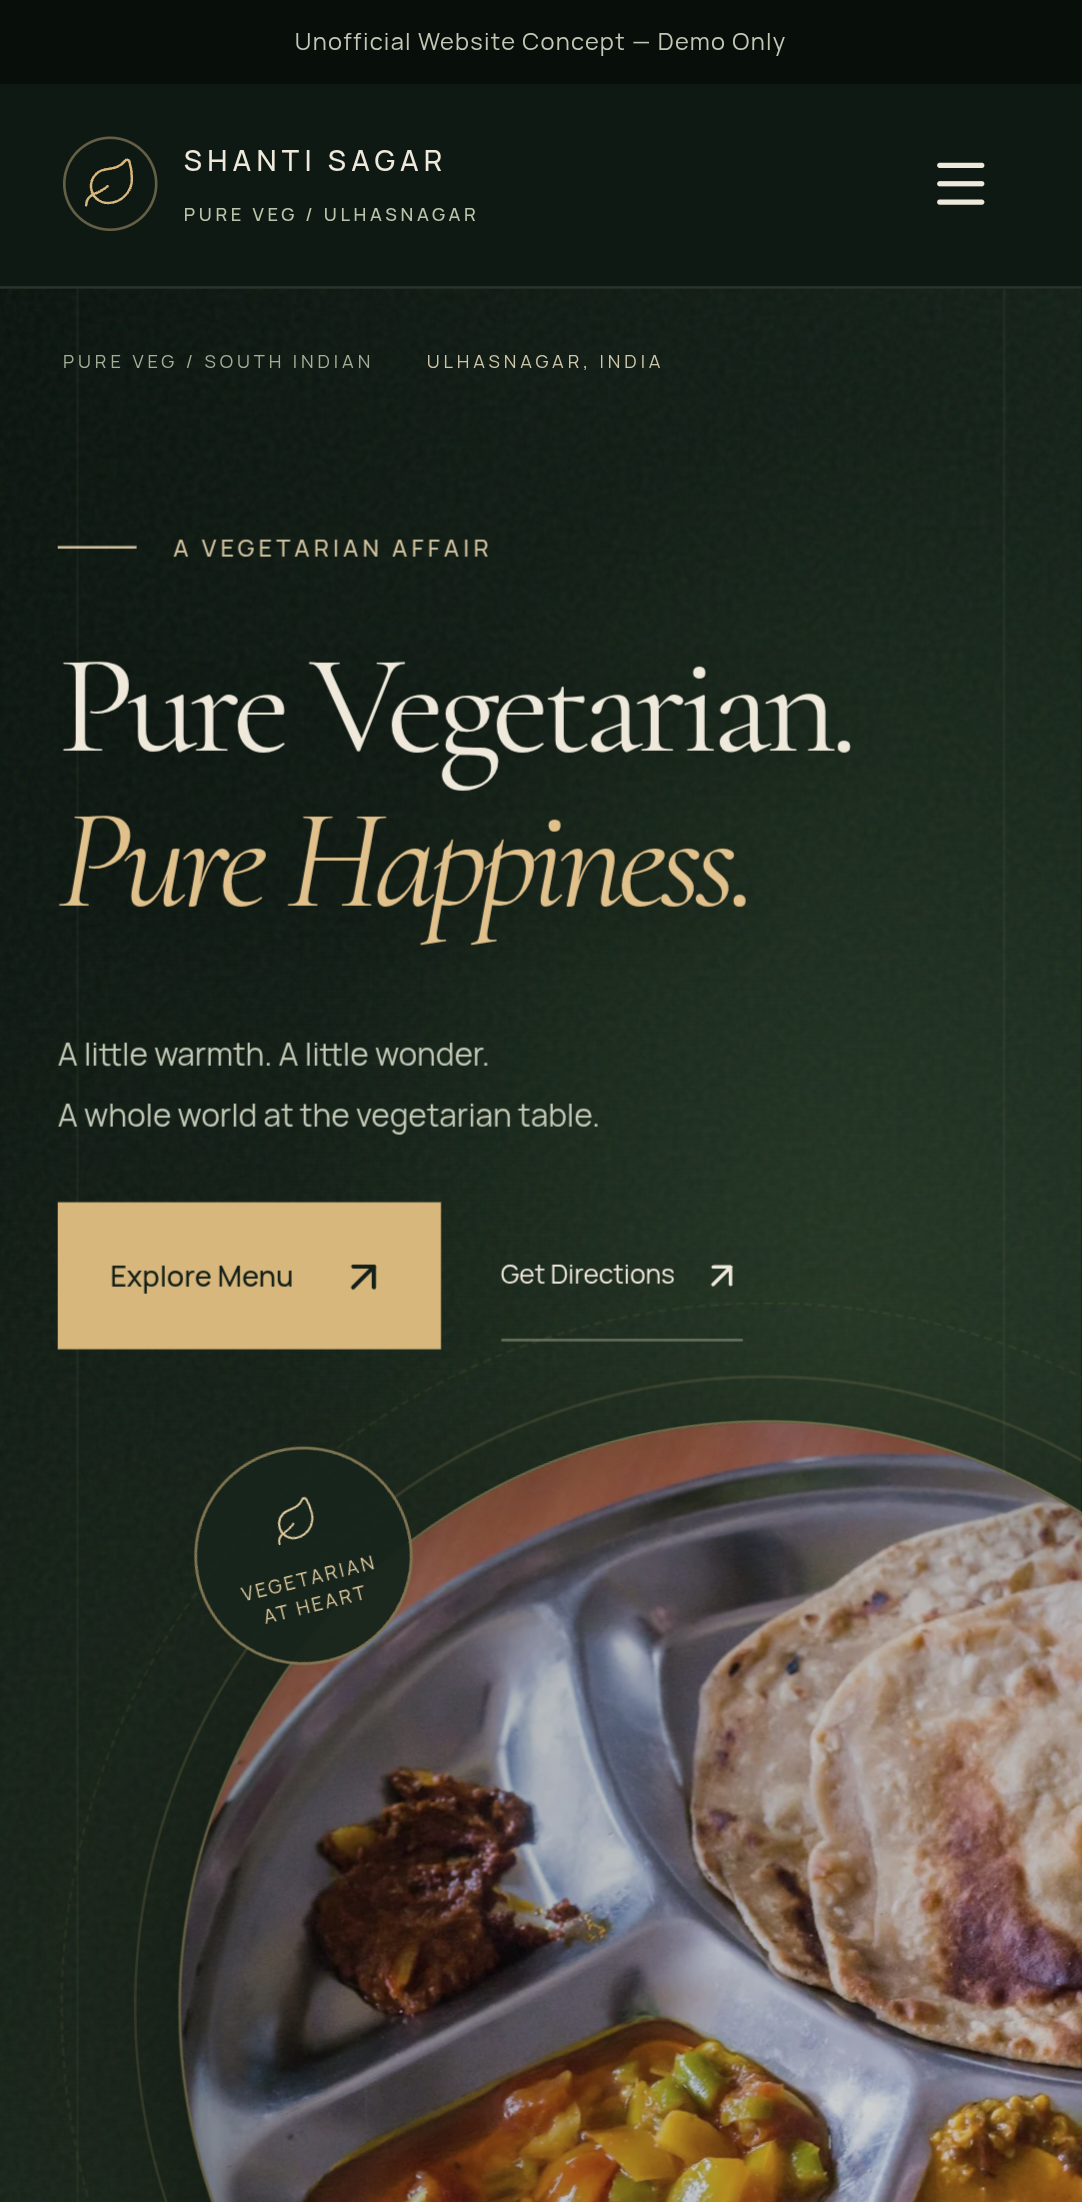 Unofficial Website Concept — Demo Only
SHANTI SAGAR
PURE VEG / ULHASNAGAR
PURE VEG / SOUTH INDIAN
ULHASNAGAR, INDIA
A VEGETARIAN AFFAIR
Pure Vegetarian.
Pure Happiness.
A little warmth. A little wonder.
A whole world at the vegetarian table.
Explore Menu
Get Directions
VEGETARIAN
AT HEART